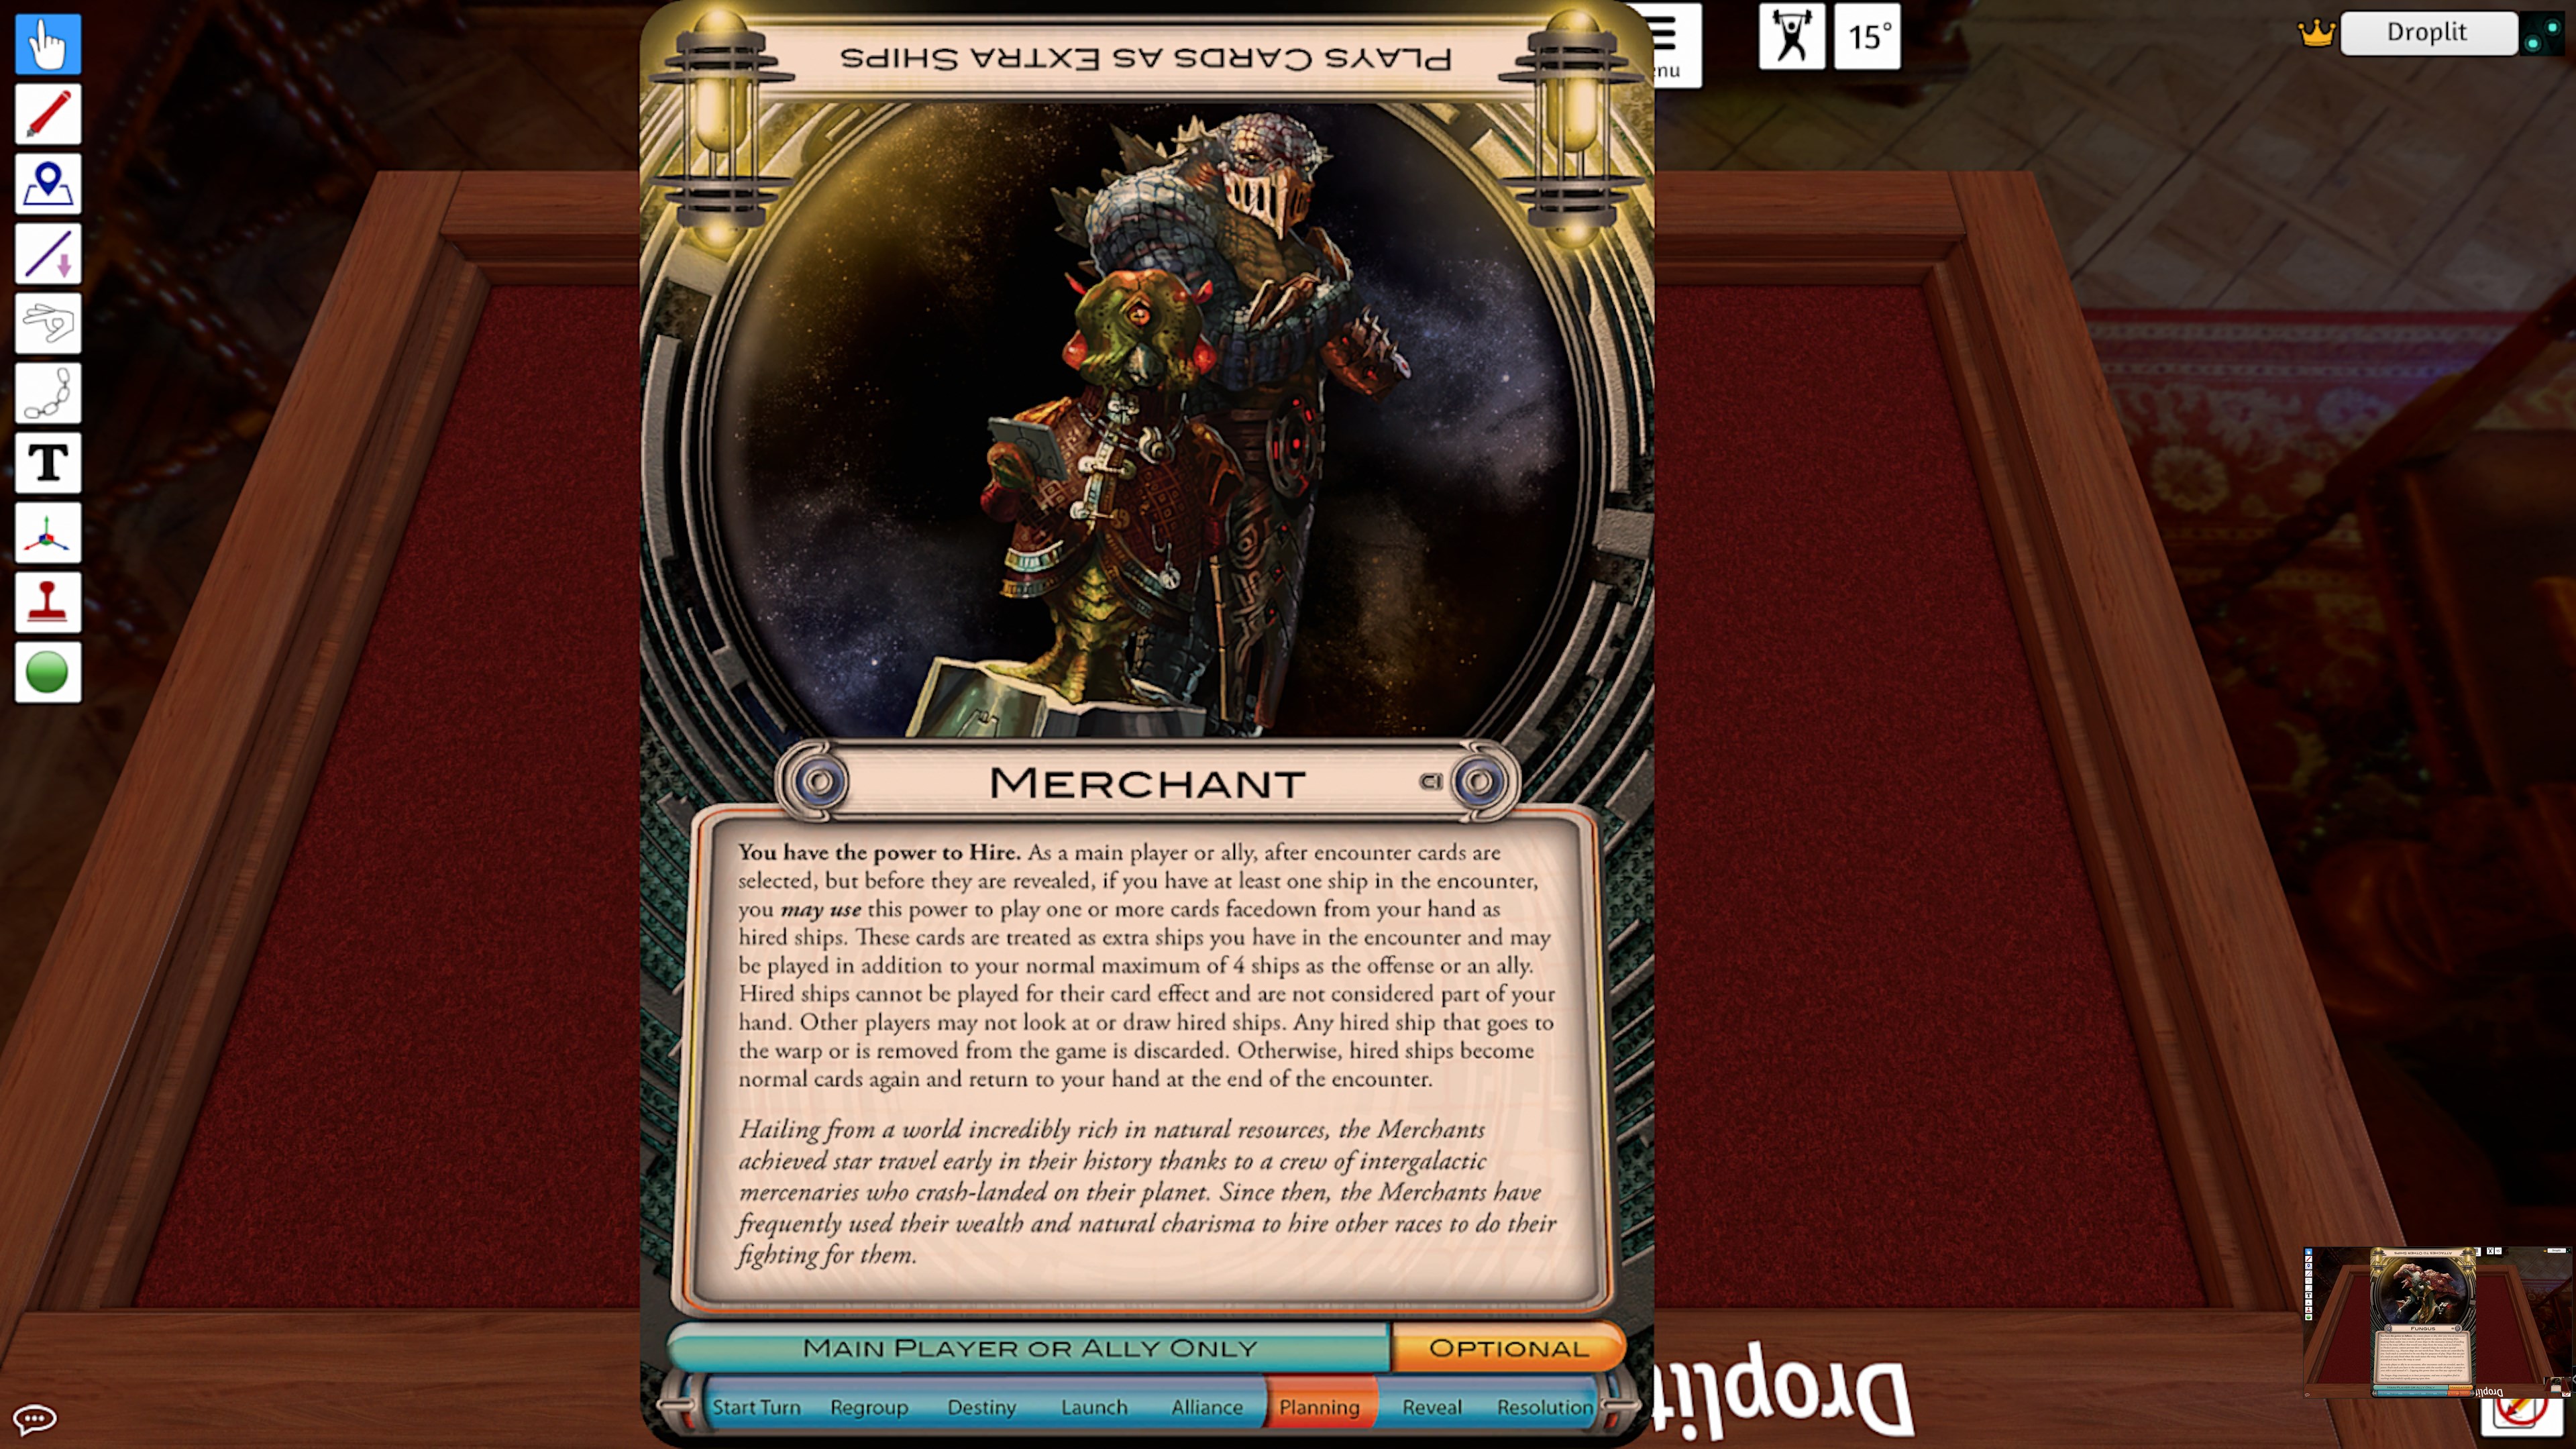 PLAYS CARDS AS EXTRA SHIPS
nu
15°
Droplit
T
MERCHANT
You have the power to Hire. As a main player or ally, after encounter cards are
selected, but before they are revealed, if you have at least one ship in the encounter,
you may use this power to play one or more cards facedown from your hand as
hired ships. These cards are treated as extra ships you have in the encounter and may
be played in addition to your normal maximum of 4 ships as the offense or an ally.
Hired ships cannot be played for their card effect and are not considered part of your
hand. Other players may not look at or draw hired ships. Any hired ship that goes to
the warp or is removed from the game is discarded. Otherwise, hired ships become
normal cards again and return to your hand at the end of the encounter.
Hailing from a world incredibly rich in natural resources, the Merchants
achieved star travel early in their history thanks to a crew of intergalactic
mercenaries who crash-landed on their planet. Since then, the Merchants have
frequently used their wealth and natural charisma to hire other races to do their
fighting for them.
MAIN PLAYER OR ALLY ONLY
OPTIONAL
Start Turn Regroup Destiny Launch Alliance Planning Reveal Resolution
Droplit
FUNGUS